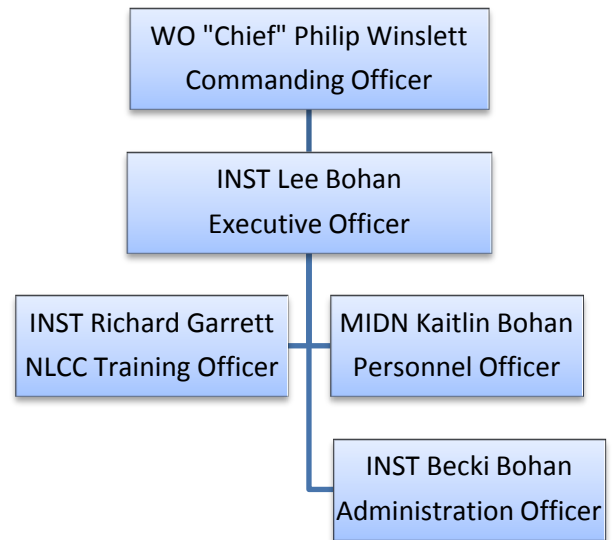 WO "Chief" Philip Winslett
Commanding Officer
INST Lee Bohan
Executive Officer
INST Richard Garrett
NLCC Training Officer
MIDN Kaitlin Bohan
Personnel Officer
INST Becki Bohan
Administration Officer